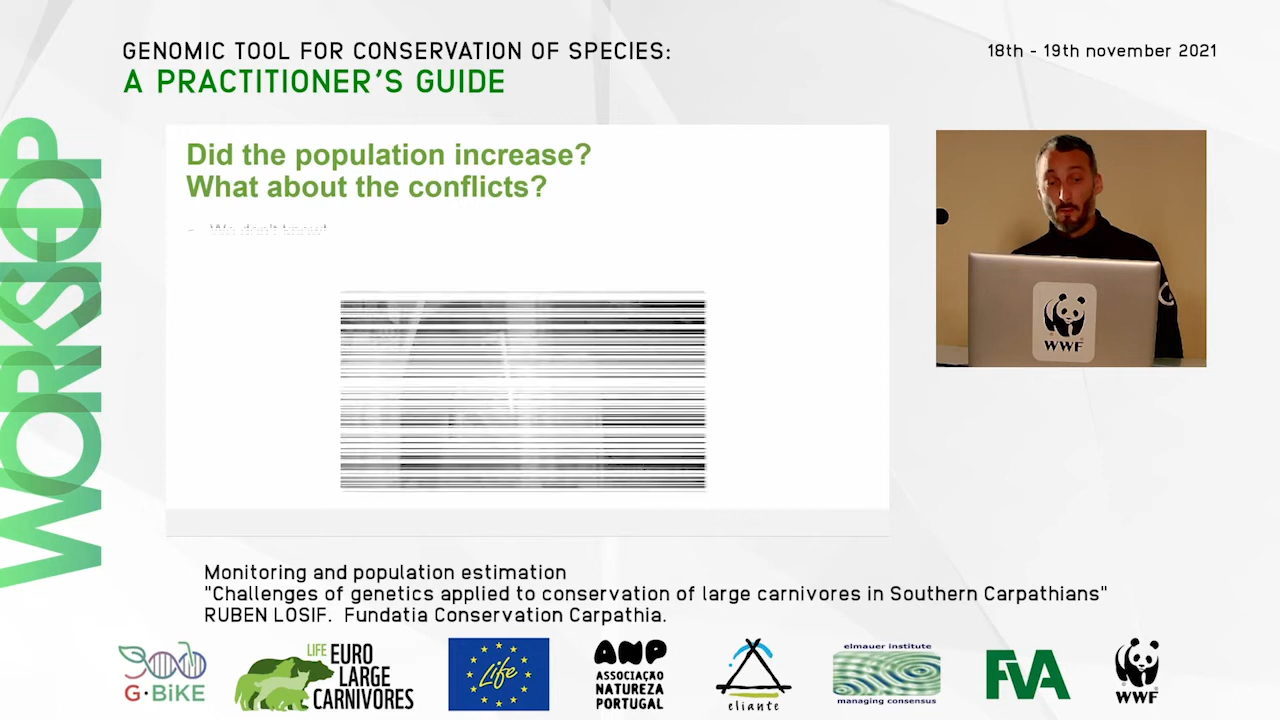 GENOMIC TOOL FOR CONSERVATION OF SPECIES:
A PRACTITIONER'S GUIDE
18th - 19th november 2021
WORKSHOP
Did the population increase?
What about the conflicts?
WWF
Monitoring and population estimation
"Challenges of genetics applied to conservation of large carnivores in Southern Carpathians"
RUBEN LOSIF. Fundatia Conservation Carpathia.
G·BiKE
LIFE EURO
LARGE
CARNIVORES
Life
ANP
ASSOCIAÇÃO
NATUREZA
PORTUGAL
eliante
elmauer institute
managing consensus
FVA
WWF